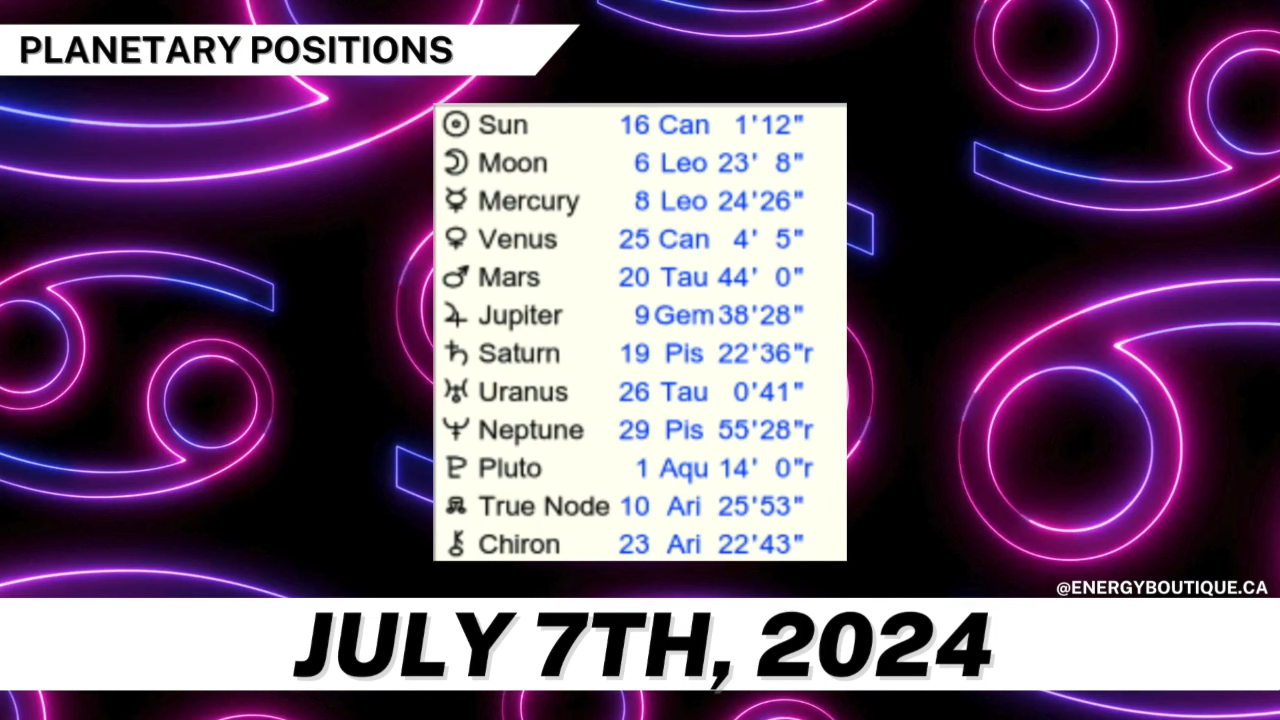 PLANETARY POSITIONS
Sun 16 Can 1'12"
Moon 6 Leo 23' 8"
Mercury 8 Leo 24'26"
Venus 25 Can 4' 5"
Mars 20 Tau 44' 0"
Jupiter 9 Gem 38'28"
Saturn 19 Pis 22'36"r
Uranus 26 Tau 0'41"
Neptune 29 Pis 55'28"r
Pluto 1 Aqu 14' 0"r
True Node 10 Ari 25'53"
Chiron 23 Ari 22'43"
@ENERGYBOUTIQUE.CA
JULY 7TH, 2024